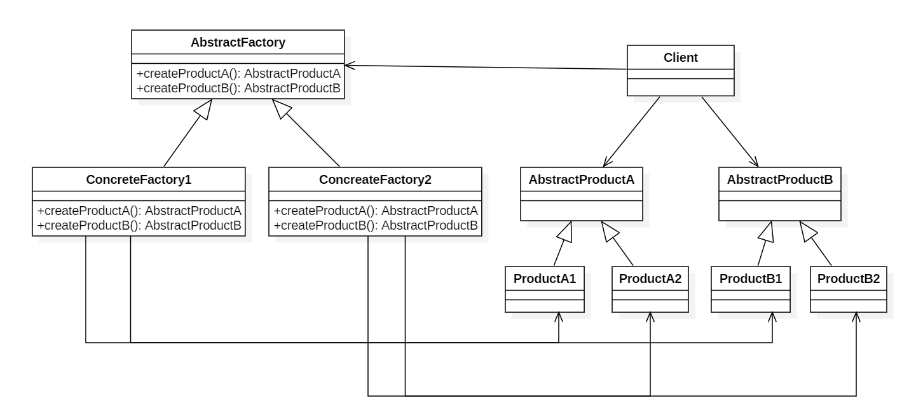 AbstractFactory
+createProductA(): AbstractProductA
+createProductB(): AbstractProductB
Client
ConcreteFactory1
+createProductA(): AbstractProductA
+createProductB(): AbstractProductB
ConcreateFactory2
+createProductA(): AbstractProductA
+createProductB(): AbstractProductB
AbstractProductA
AbstractProductB
ProductA1
ProductA2
ProductB1
ProductB2